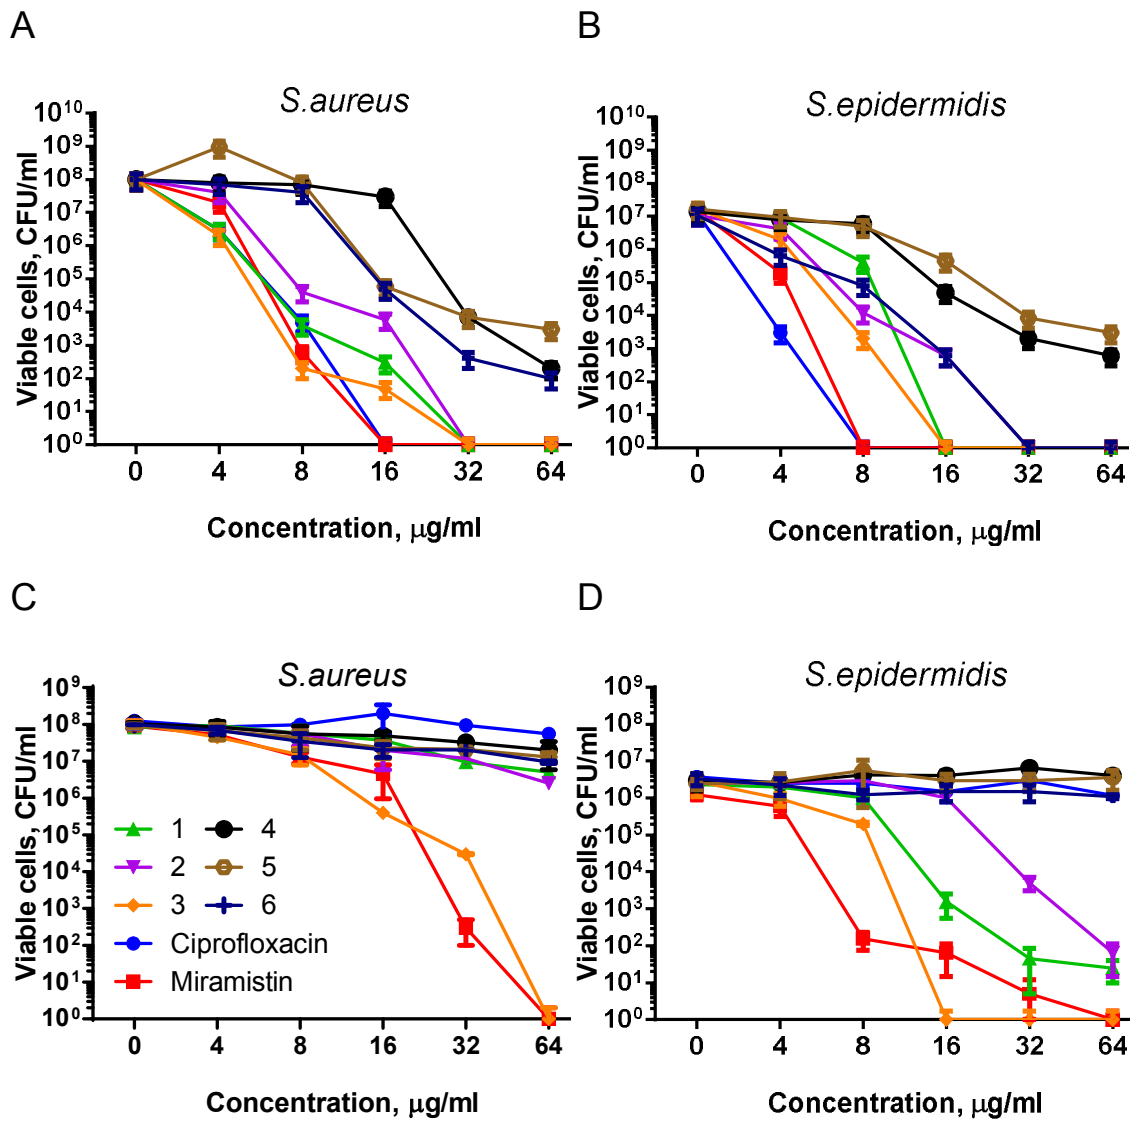 A
B
S.aureus
S.epidermidis
Viable cells, CFU/ml
10^10
10^9
10^8
10^7
10^6
10^5
10^4
10^3
10^2
10^1
10^0
0 4 8 16 32 64
Concentration, μg/ml
Viable cells, CFU/ml
10^10
10^9
10^8
10^7
10^6
10^5
10^4
10^3
10^2
10^1
10^0
0 4 8 16 32 64
Concentration, μg/ml
C
D
S.aureus
S.epidermidis
Viable cells, CFU/ml
10^9
10^8
10^7
10^6
10^5
10^4
10^3
10^2
10^1
10^0
1 4
2 5
3 6
Ciprofloxacin
Miramistin
0 4 8 16 32 64
Concentration, μg/ml
Viable cells, CFU/ml
10^9
10^8
10^7
10^6
10^5
10^4
10^3
10^2
10^1
10^0
0 4 8 16 32 64
Concentration, μg/ml